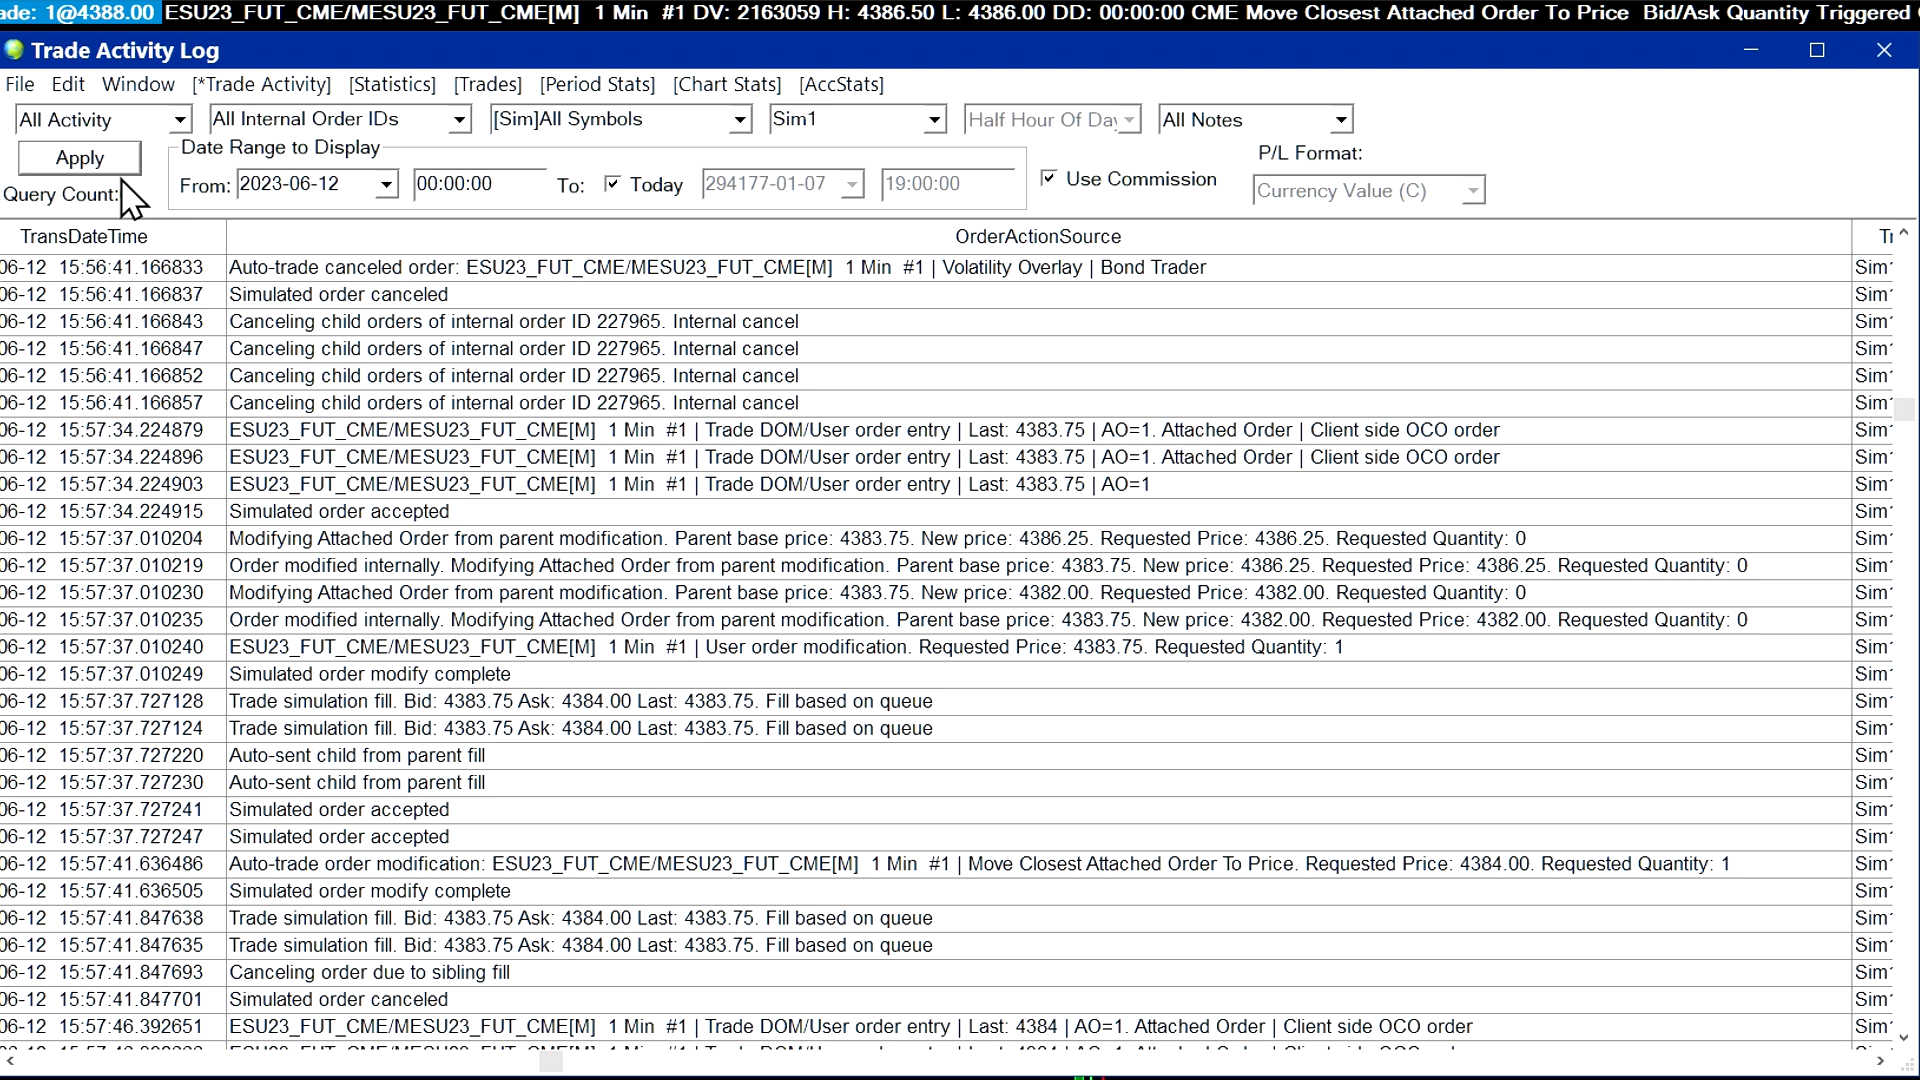 ade: 1@4388.00 ESU23_FUT_CME/MESU23_FUT_CME[M] 1 Min #1 DV: 2163059 H: 4386.50 L: 4386.00 DD: 00:00:00 CME Move Closest Attached Order To Price Bid/Ask Quantity Triggered
Trade Activity Log
File Edit Window [*Trade Activity] [Statistics] [Trades] [Period Stats] [Chart Stats] [AccStats]
All Activity All Internal Order IDs [Sim]All Symbols Sim1 Half Hour Of Day All Notes
Apply Date Range to Display P/L Format:
Query Count: From: 2023-06-12 00:00:00 To: Today 294177-01-07 19:00:00 Use Commission Currency Value (C)
TransDateTime OrderActionSource Tr
06-12 15:56:41.166833 Auto-trade canceled order: ESU23_FUT_CME/MESU23_FUT_CME[M] 1 Min #1 | Volatility Overlay | Bond Trader Sim1
06-12 15:56:41.166837 Simulated order canceled Sim1
06-12 15:56:41.166843 Canceling child orders of internal order ID 227965. Internal cancel Sim1
06-12 15:56:41.166847 Canceling child orders of internal order ID 227965. Internal cancel Sim1
06-12 15:56:41.166852 Canceling child orders of internal order ID 227965. Internal cancel Sim1
06-12 15:56:41.166857 Canceling child orders of internal order ID 227965. Internal cancel Sim1
06-12 15:57:34.224879 ESU23_FUT_CME/MESU23_FUT_CME[M] 1 Min #1 | Trade DOM/User order entry | Last: 4383.75 | AO=1. Attached Order | Client side OCO order Sim1
06-12 15:57:34.224896 ESU23_FUT_CME/MESU23_FUT_CME[M] 1 Min #1 | Trade DOM/User order entry | Last: 4383.75 | AO=1. Attached Order | Client side OCO order Sim1
06-12 15:57:34.224903 ESU23_FUT_CME/MESU23_FUT_CME[M] 1 Min #1 | Trade DOM/User order entry | Last: 4383.75 | AO=1 Sim1
06-12 15:57:34.224915 Simulated order accepted Sim1
06-12 15:57:37.010204 Modifying Attached Order from parent modification. Parent base price: 4383.75. New price: 4386.25. Requested Price: 4386.25. Requested Quantity: 0 Sim1
06-12 15:57:37.010219 Order modified internally. Modifying Attached Order from parent modification. Parent base price: 4383.75. New price: 4386.25. Requested Price: 4386.25. Requested Quantity: 0 Sim1
06-12 15:57:37.010230 Modifying Attached Order from parent modification. Parent base price: 4383.75. New price: 4382.00. Requested Price: 4382.00. Requested Quantity: 0 Sim1
06-12 15:57:37.010235 Order modified internally. Modifying Attached Order from parent modification. Parent base price: 4383.75. New price: 4382.00. Requested Price: 4382.00. Requested Quantity: 0 Sim1
06-12 15:57:37.010240 ESU23_FUT_CME/MESU23_FUT_CME[M] 1 Min #1 | User order modification. Requested Price: 4383.75. Requested Quantity: 1 Sim1
06-12 15:57:37.010249 Simulated order modify complete Sim1
06-12 15:57:37.727128 Trade simulation fill. Bid: 4383.75 Ask: 4384.00 Last: 4383.75. Fill based on queue Sim1
06-12 15:57:37.727124 Trade simulation fill. Bid: 4383.75 Ask: 4384.00 Last: 4383.75. Fill based on queue Sim1
06-12 15:57:37.727220 Auto-sent child from parent fill Sim1
06-12 15:57:37.727230 Auto-sent child from parent fill Sim1
06-12 15:57:37.727241 Simulated order accepted Sim1
06-12 15:57:37.727247 Simulated order accepted Sim1
06-12 15:57:41.636486 Auto-trade order modification: ESU23_FUT_CME/MESU23_FUT_CME[M] 1 Min #1 | Move Closest Attached Order To Price. Requested Price: 4384.00. Requested Quantity: 1 Sim1
06-12 15:57:41.636505 Simulated order modify complete Sim1
06-12 15:57:41.847638 Trade simulation fill. Bid: 4383.75 Ask: 4384.00 Last: 4383.75. Fill based on queue Sim1
06-12 15:57:41.847635 Trade simulation fill. Bid: 4383.75 Ask: 4384.00 Last: 4383.75. Fill based on queue Sim1
06-12 15:57:41.847693 Canceling order due to sibling fill Sim1
06-12 15:57:41.847701 Simulated order canceled Sim1
06-12 15:57:46.392651 ESU23_FUT_CME/MESU23_FUT_CME[M] 1 Min #1 | Trade DOM/User order entry | Last: 4384 | AO=1. Attached Order | Client side OCO order Sim1